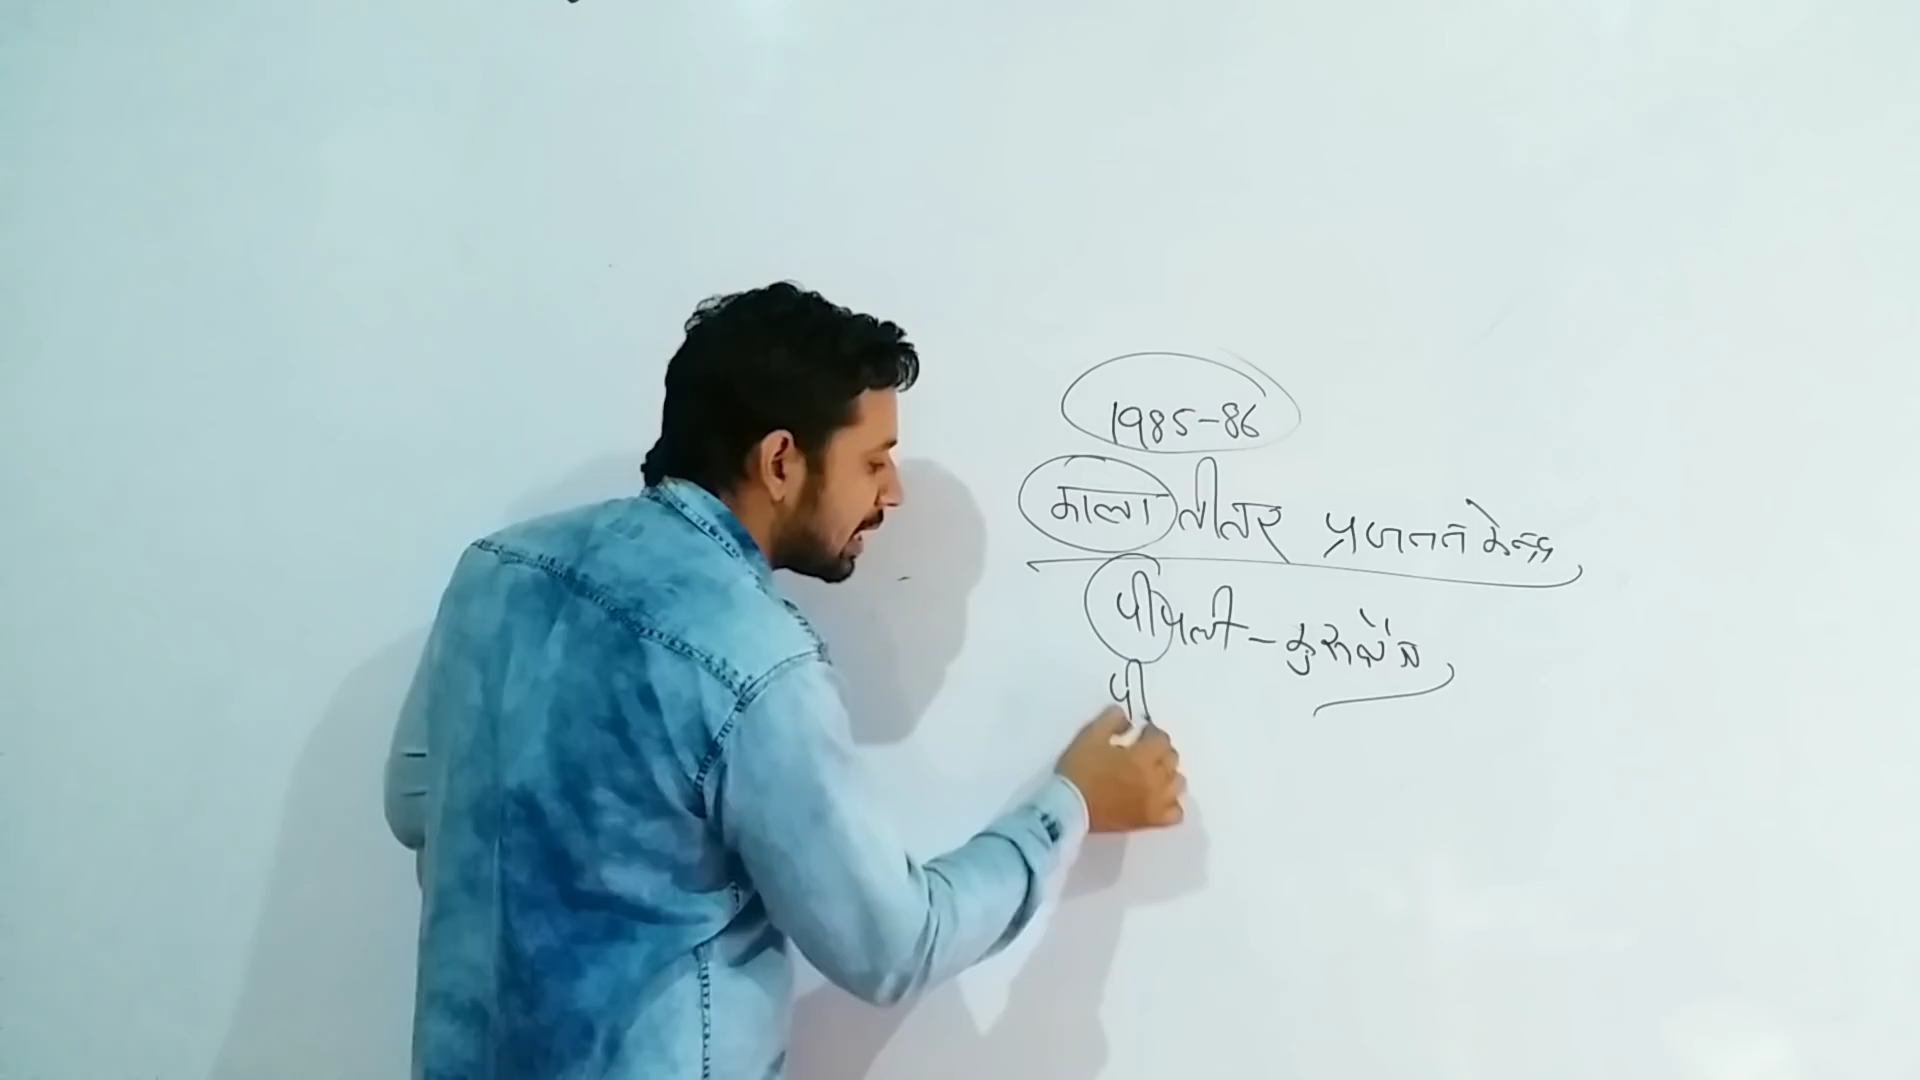 1985-86
काला तीतर प्रजनन केन्द्र
पीपली - कुरुक्षेत्र
पी